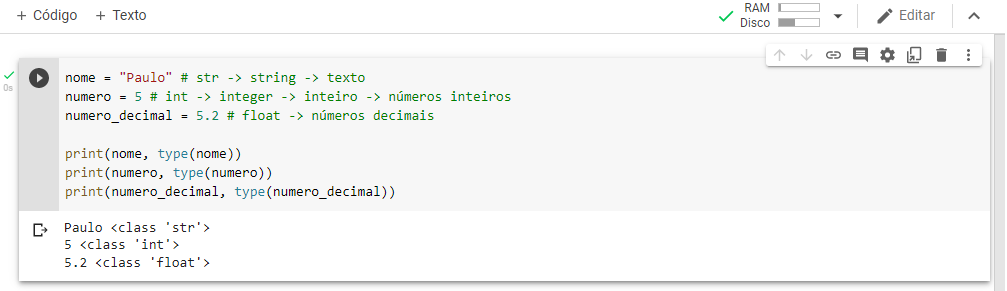 + Código + Texto
RAM
Disco
Editar
0s
nome = "Paulo" # str -> string -> texto
numero = 5 # int -> integer -> inteiro -> números inteiros
numero_decimal = 5.2 # float -> números decimais
print(nome, type(nome))
print(numero, type(numero))
print(numero_decimal, type(numero_decimal))
Paulo <class 'str'>
5 <class 'int'>
5.2 <class 'float'>